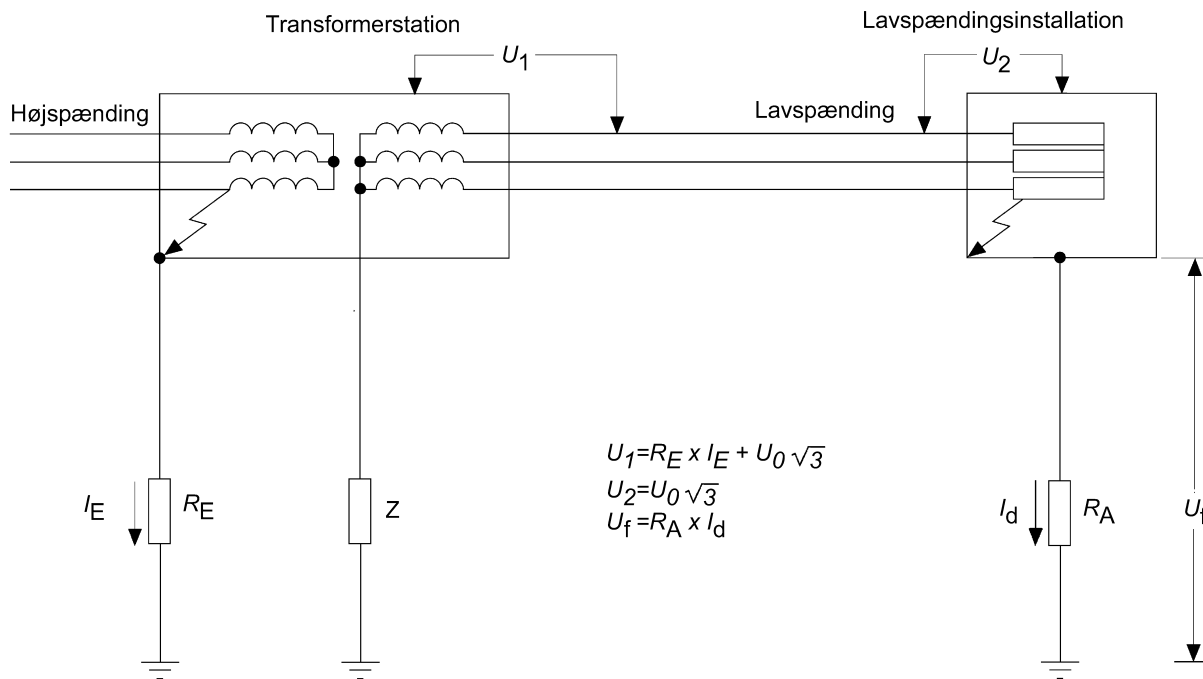 Transformerstation
Lavspændingsinstallation
U1
U2
Højspænding
Lavspænding
U1=RE x IE + U0 √3
U2=U0 √3
Uf=RA x Id
IE
RE
Z
Id
RA
Uf